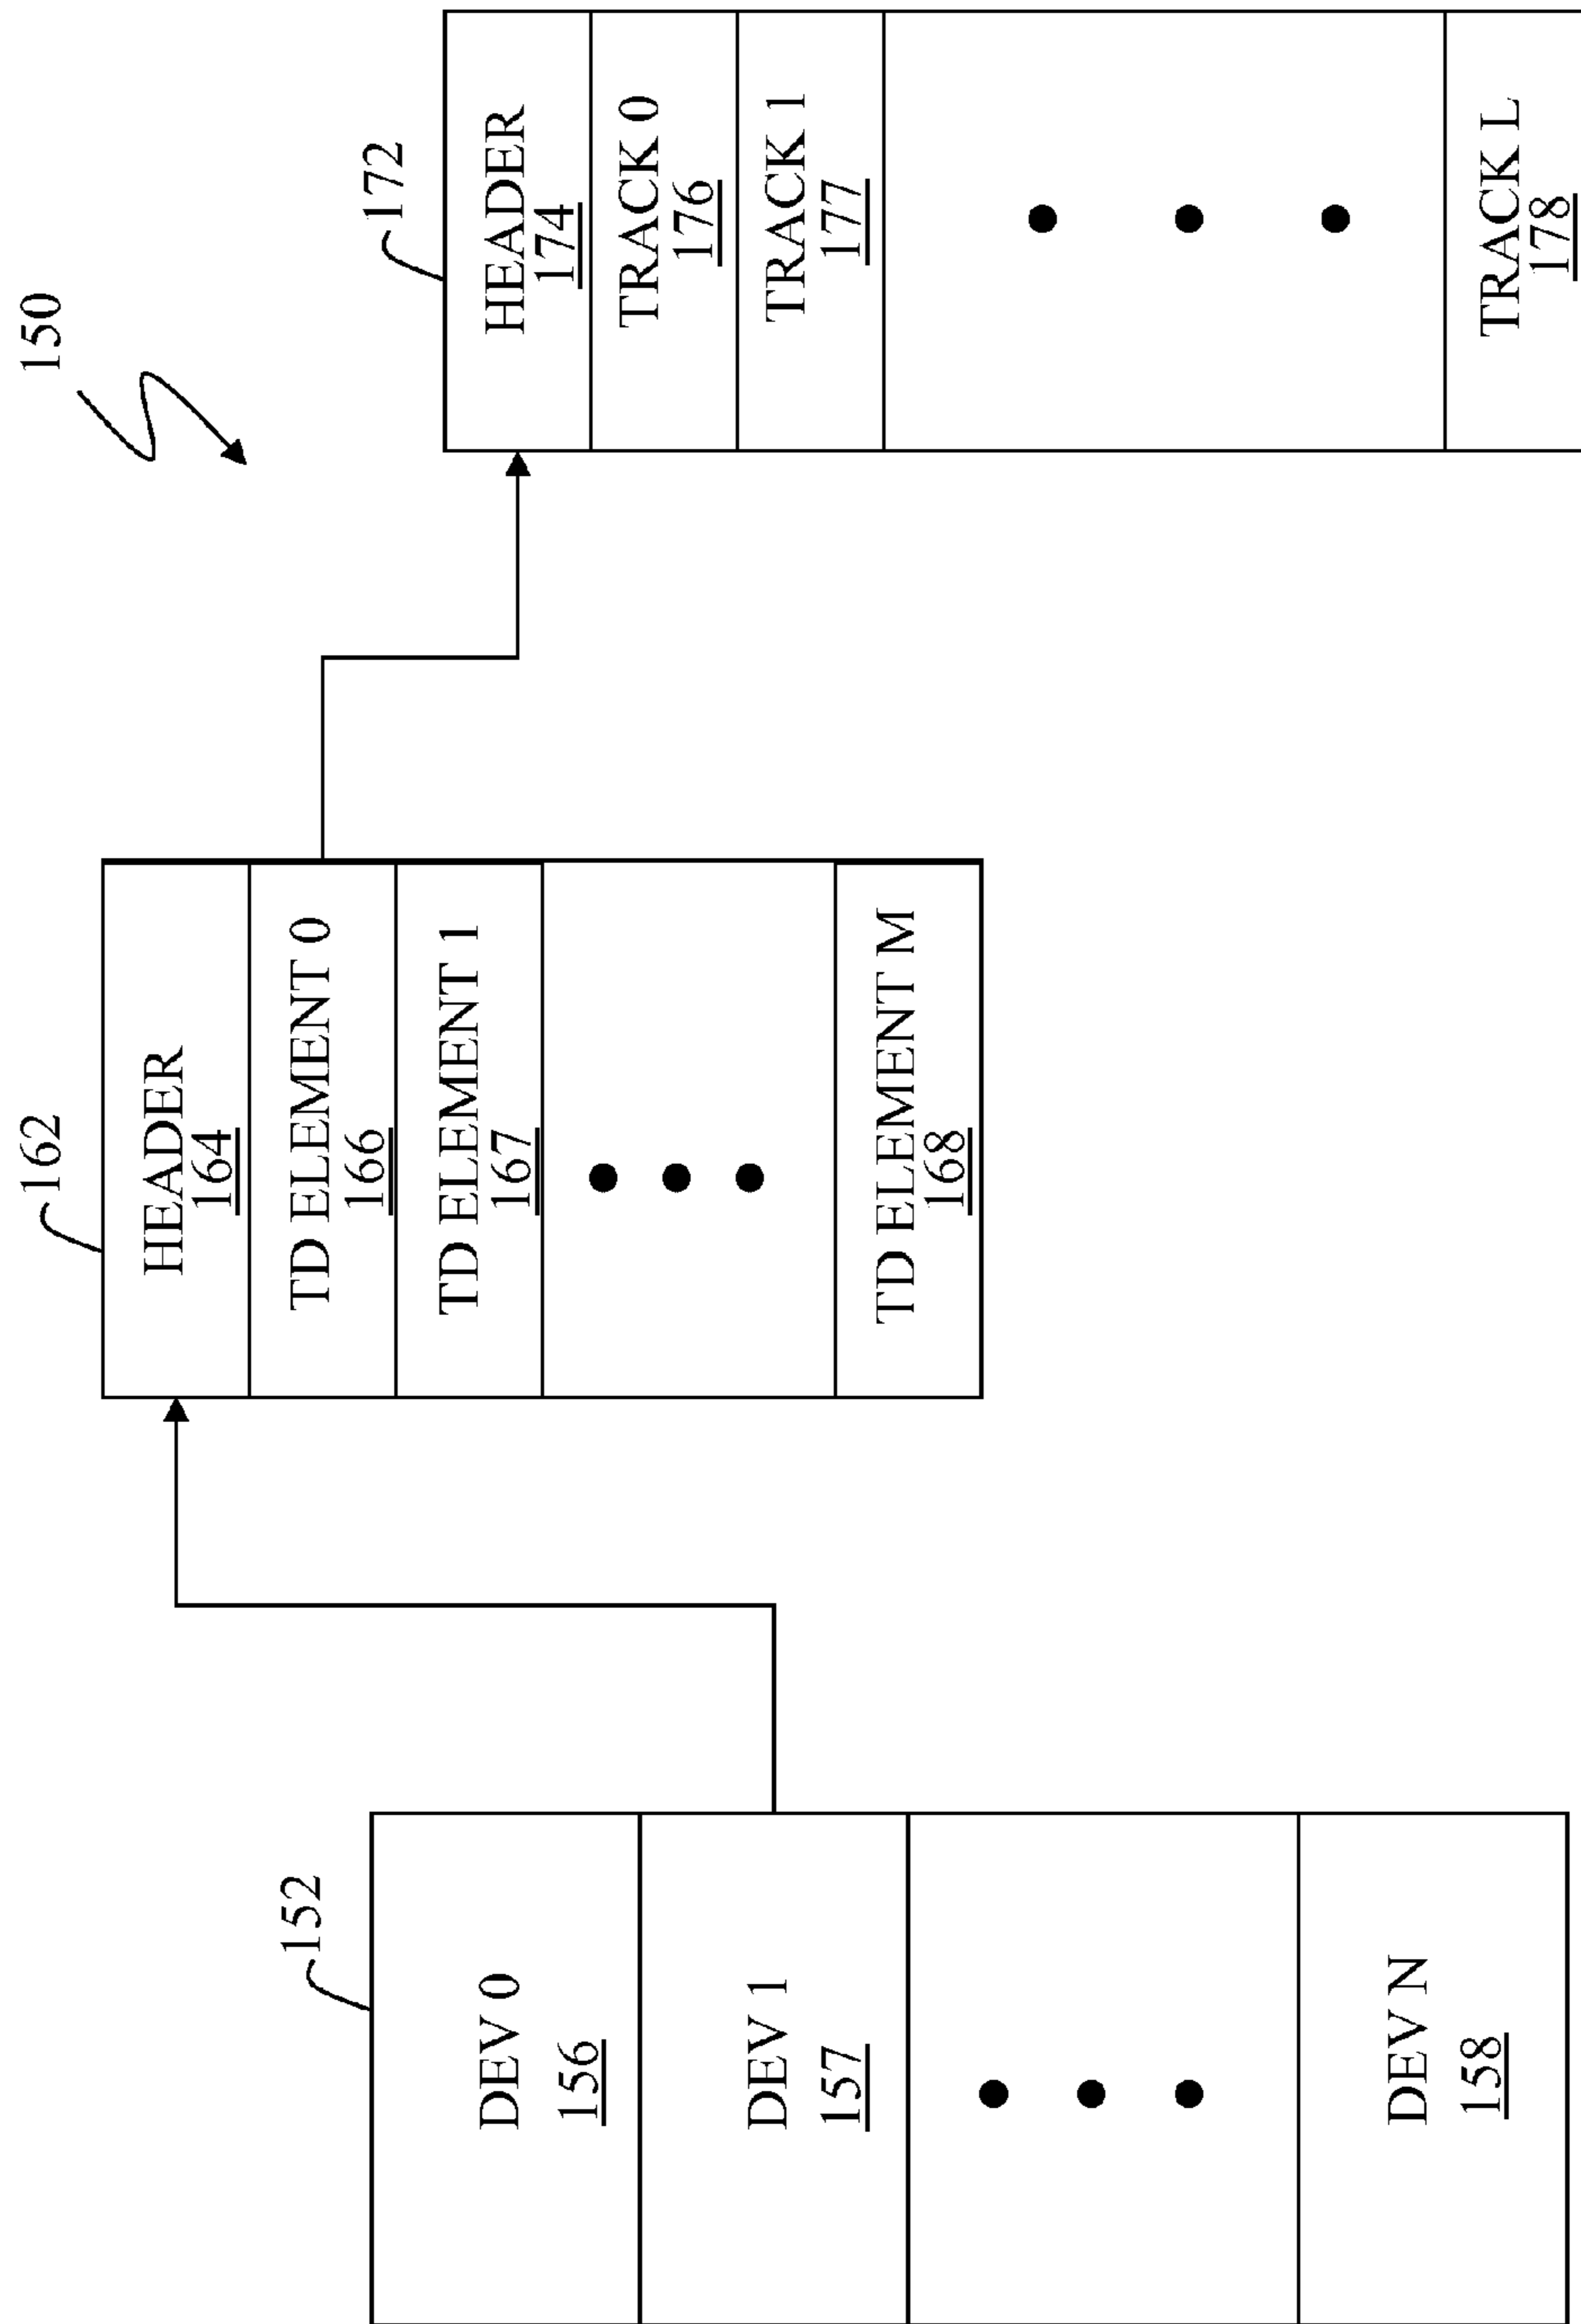 150
152
DEV 0
156
DEV 1
157
DEV N
158
162
HEADER
164
TD ELEMENT 0
166
TD ELEMENT 1
167
TD ELEMENT M
168
172
HEADER
174
TRACK 0
176
TRACK 1
177
TRACK L
178